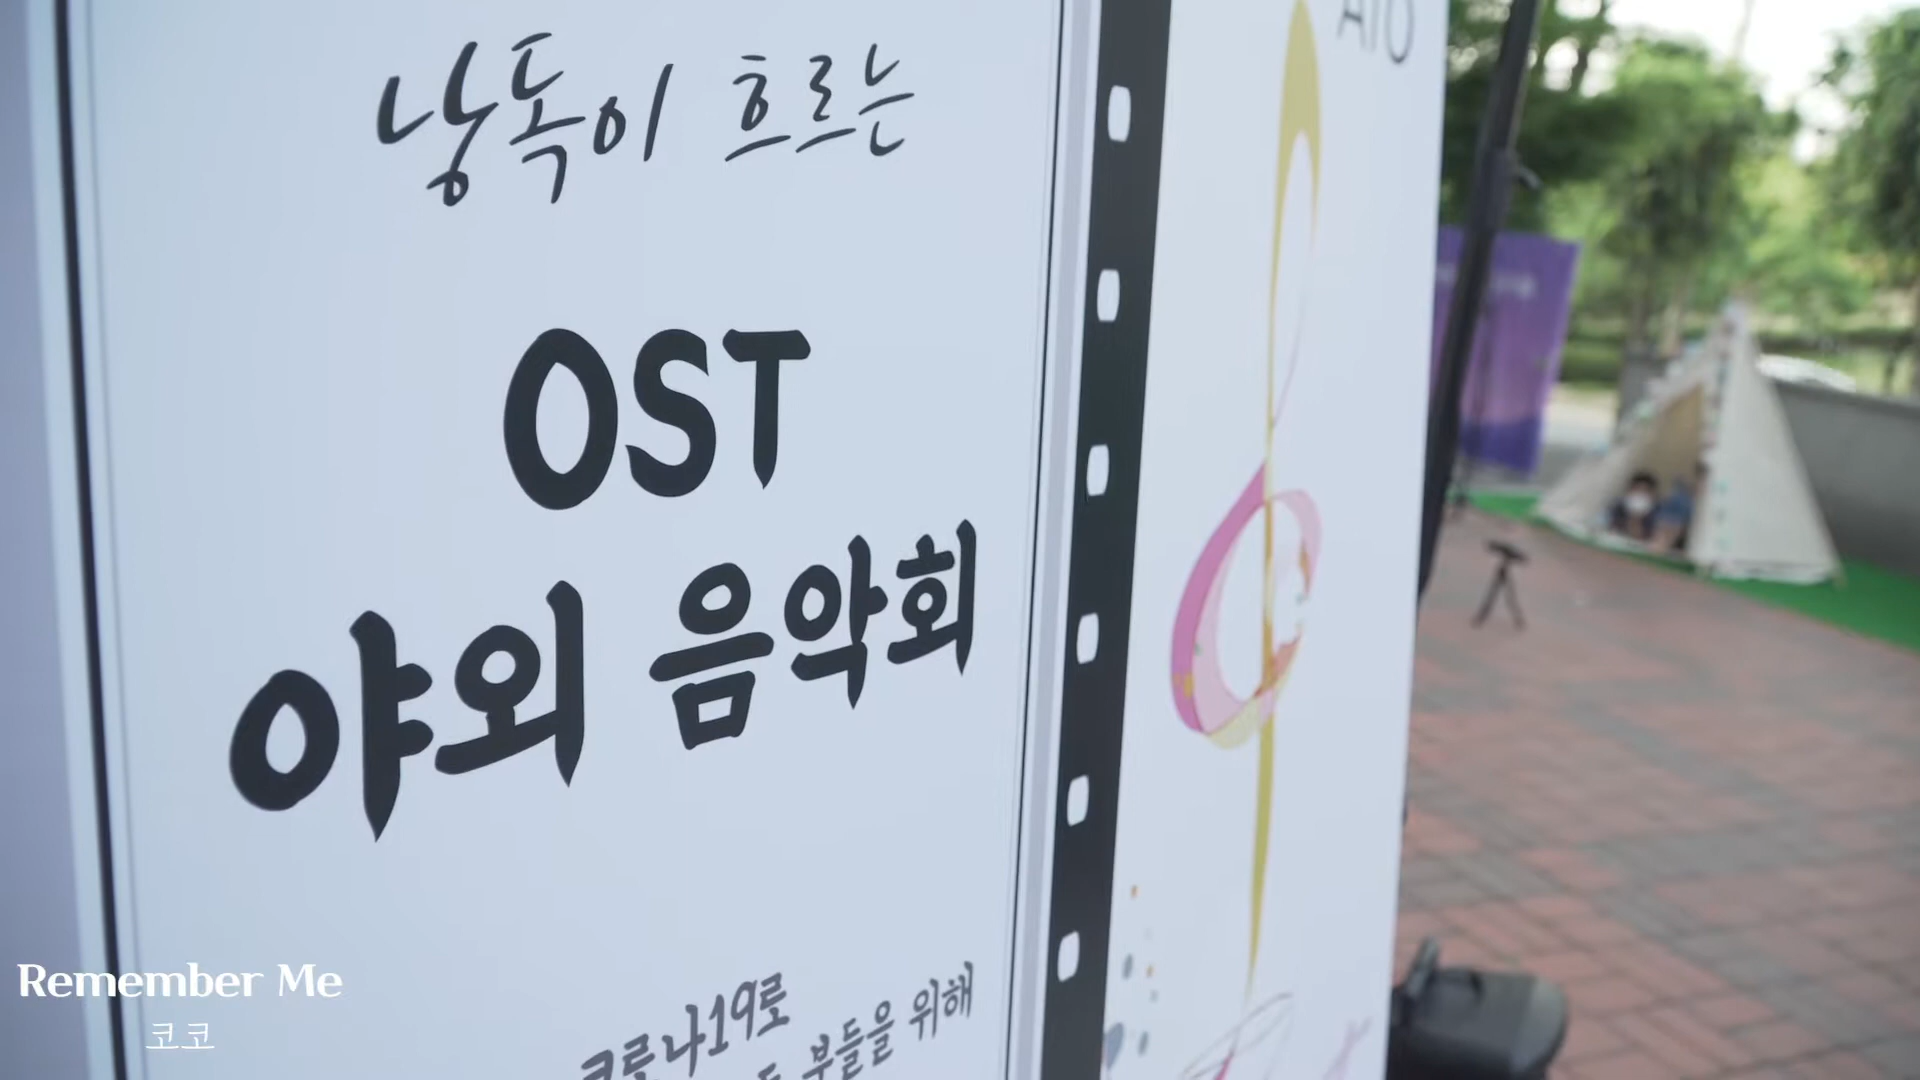 낭독이 흐르는
OST
야외 음악회
코로나19로
부들을 위해
Remember Me
코코